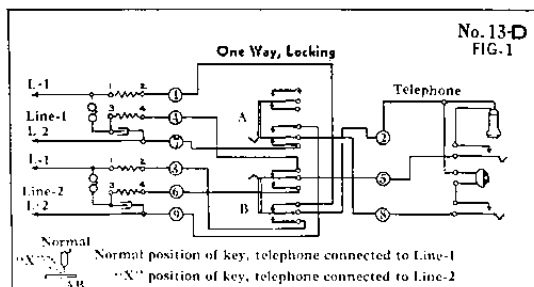 No. 13-D
FIG-1
One Way, Locking
Telephone
L-1
1 2
4
3 4
Line-1
A
2
L-2
L-1
1 2
3
5
3 4
Line-2
6
B
L-2
9
8
Normal
"X"
AB
Normal position of key, telephone connected to Line-1
"X" position of key, telephone connected to Line-2